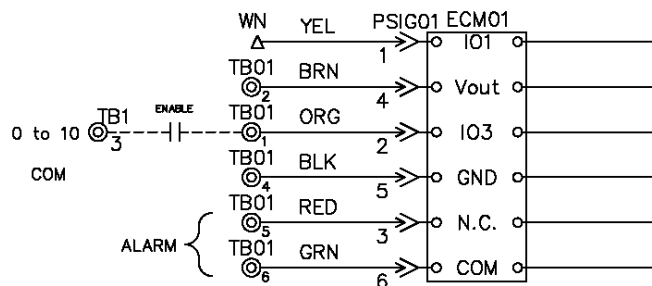 WN YEL PSIG01 ECM01
1 IO1
TB01 BRN
2 4 Vout
0 to 10 TB1 ENABLE TB01 ORG
3 1 2 IO3
COM TB01 BLK
4 5 GND
TB01 RED
5 3 N.C.
ALARM TB01 GRN
6 6 COM